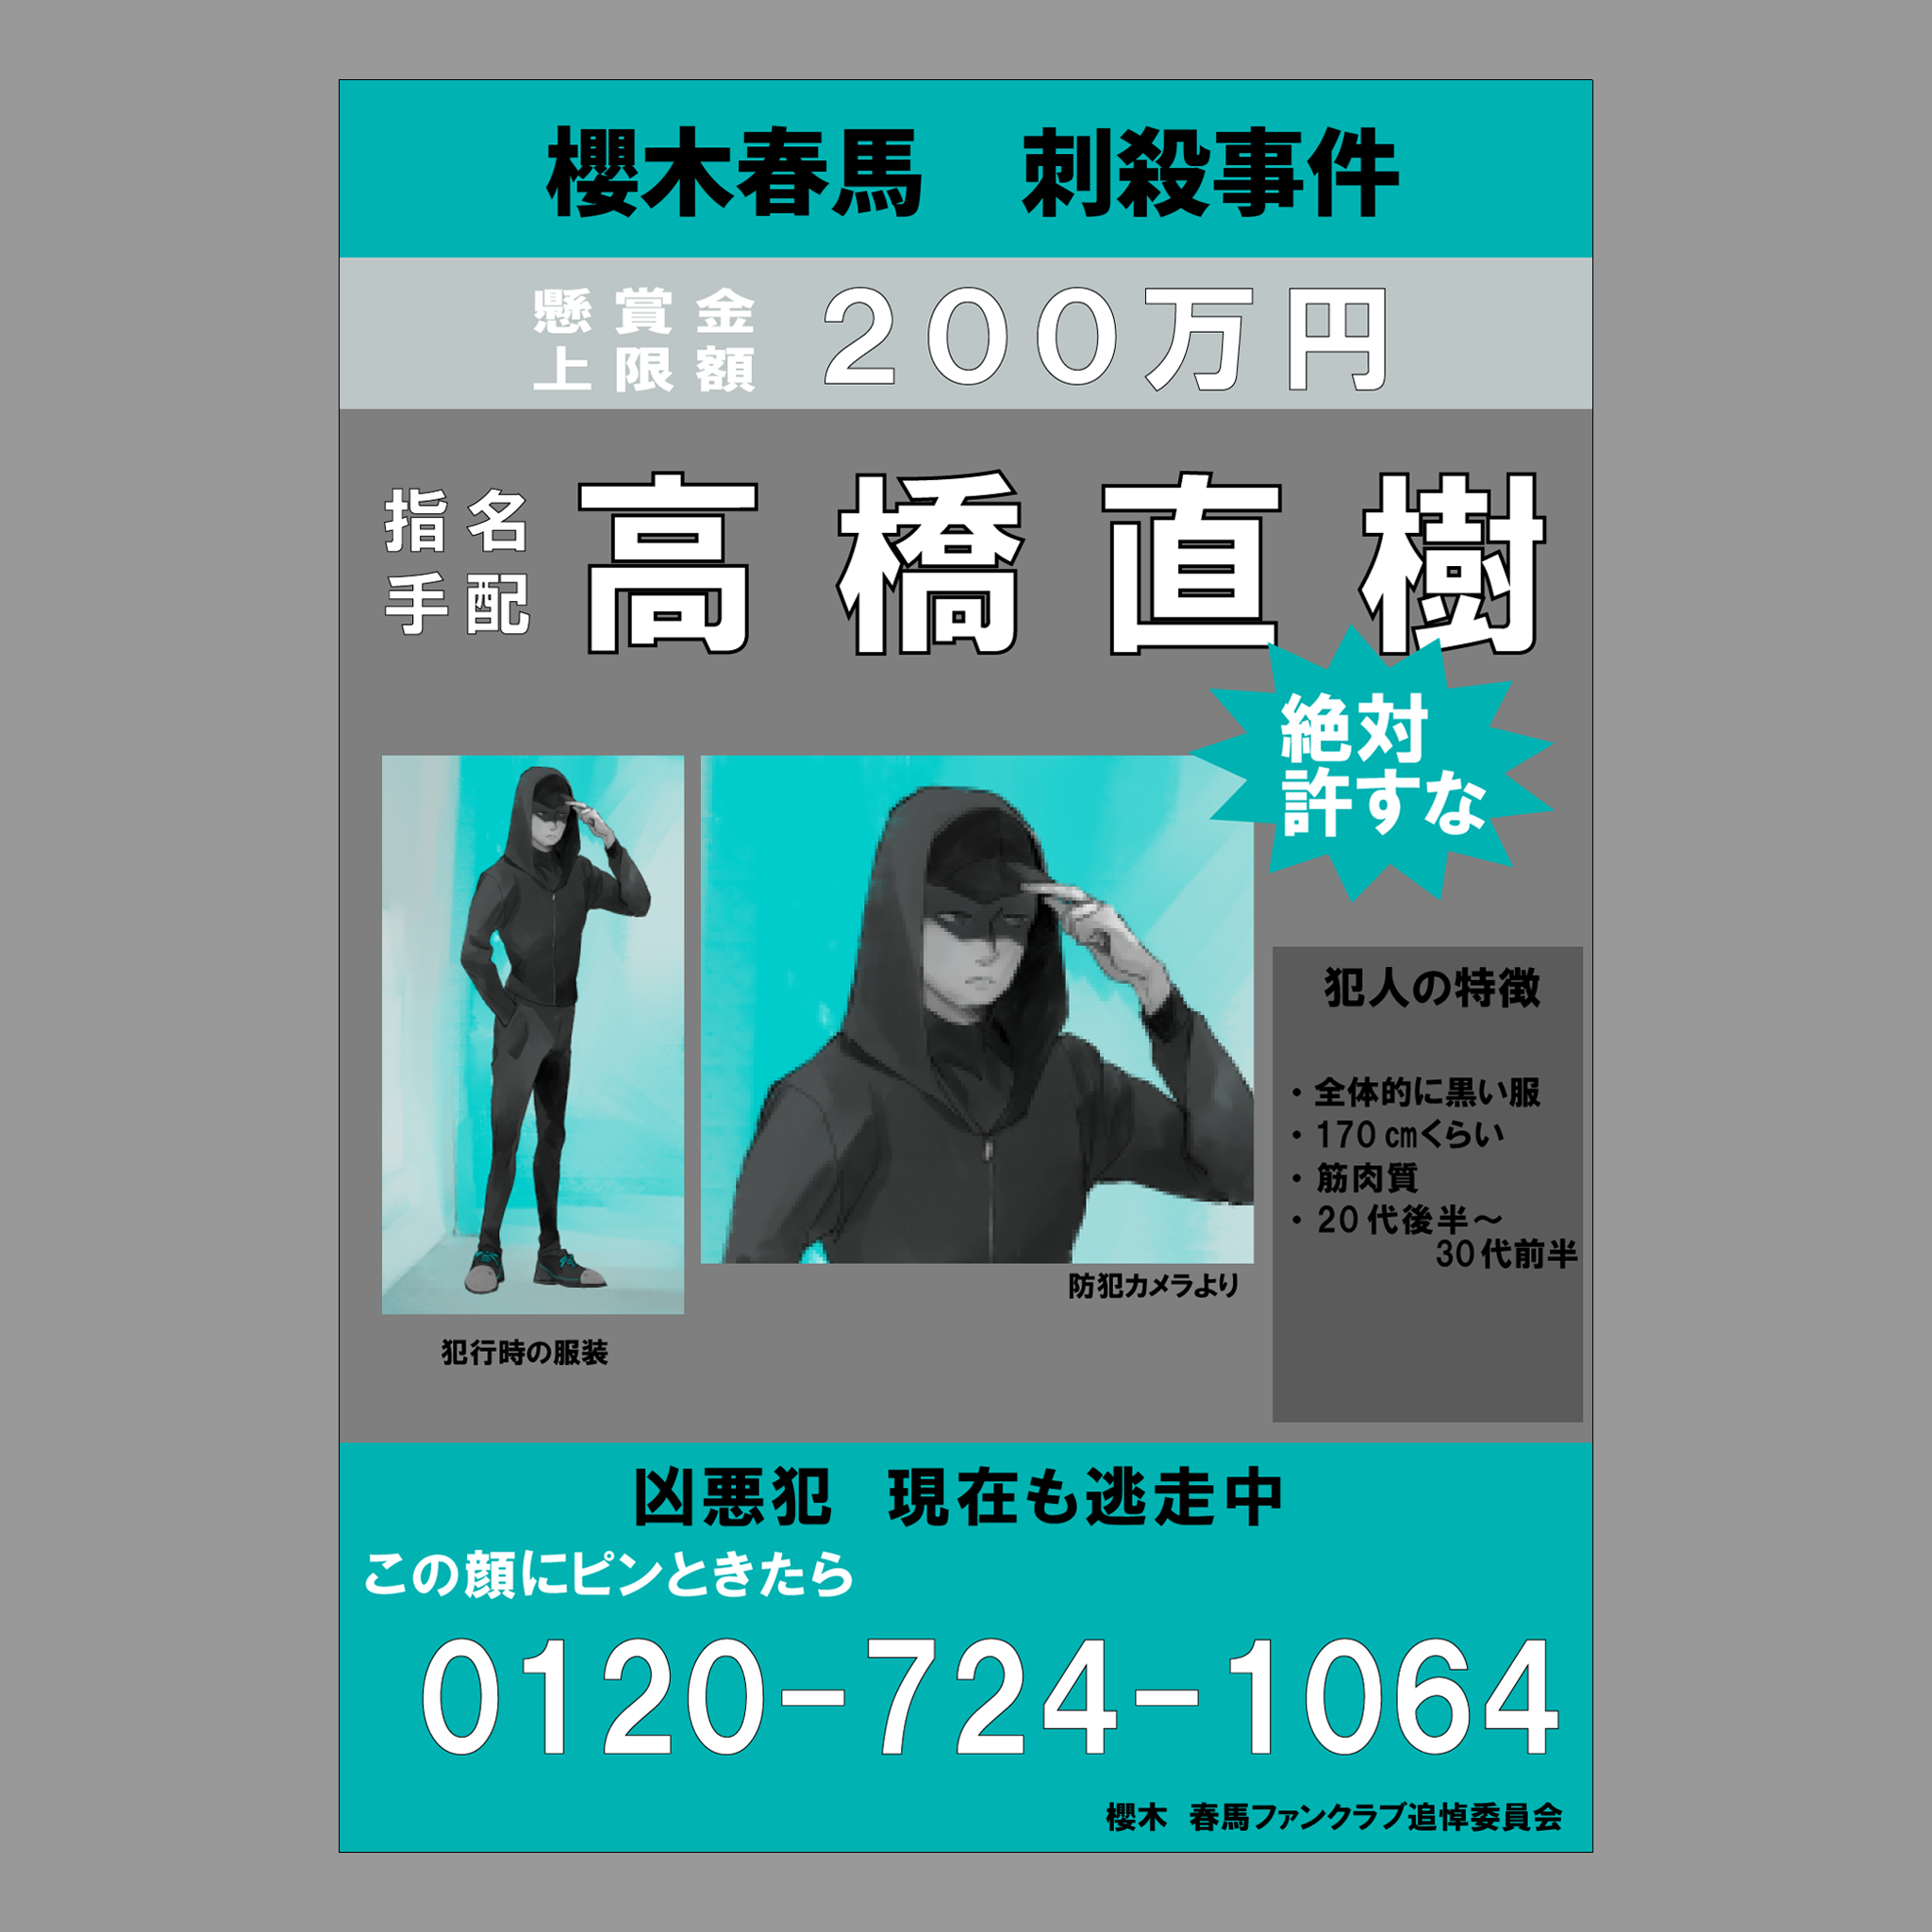 櫻木春馬　刺殺事件
懸賞金
上限額
200万円
指名
手配
高橋直樹
絶対
許すな
犯人の特徴
・全体的に黒い服
・170㎝くらい
・筋肉質
・20代後半～
30代前半
防犯カメラより
犯行時の服装
凶悪犯　現在も逃走中
この顔にピンときたら
0120-724-1064
櫻木　春馬ファンクラブ追悼委員会